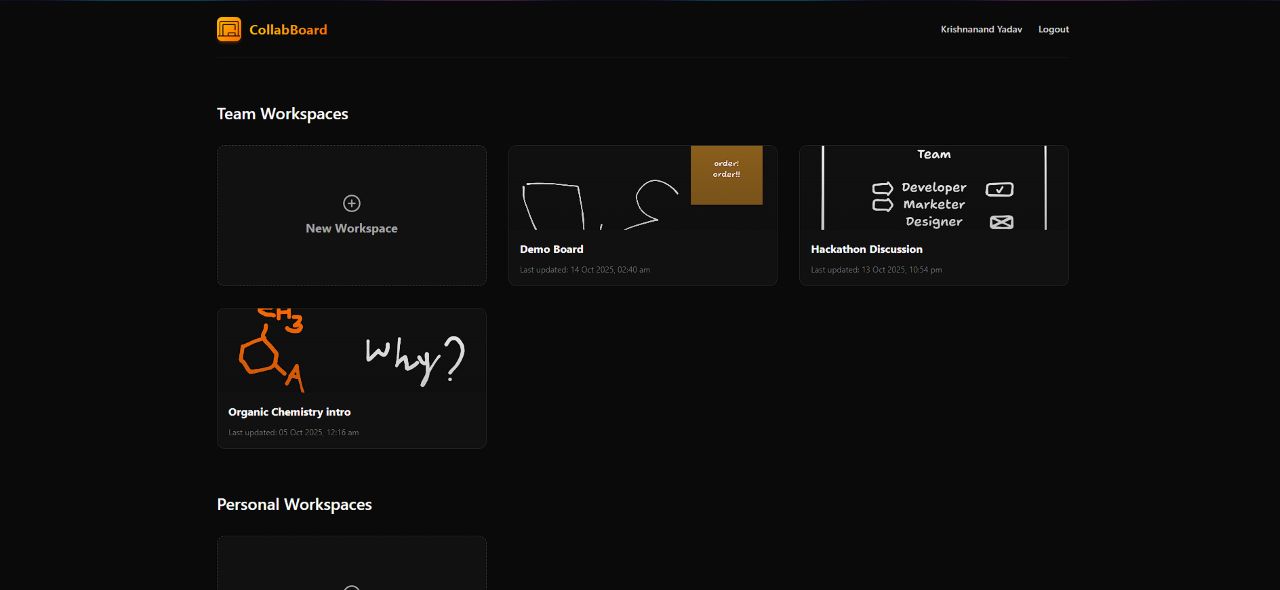 CollabBoard
Krishnanand Yadav
Logout
Team Workspaces
New Workspace
order!
order!!
Demo Board
Last updated: 14 Oct 2025, 02:40 am
Team
Developer
Marketer
Designer
Hackathon Discussion
Last updated: 13 Oct 2025, 10:54 pm
CH3
A
Why?
Organic Chemistry intro
Last updated: 05 Oct 2025, 12:16 am
Personal Workspaces